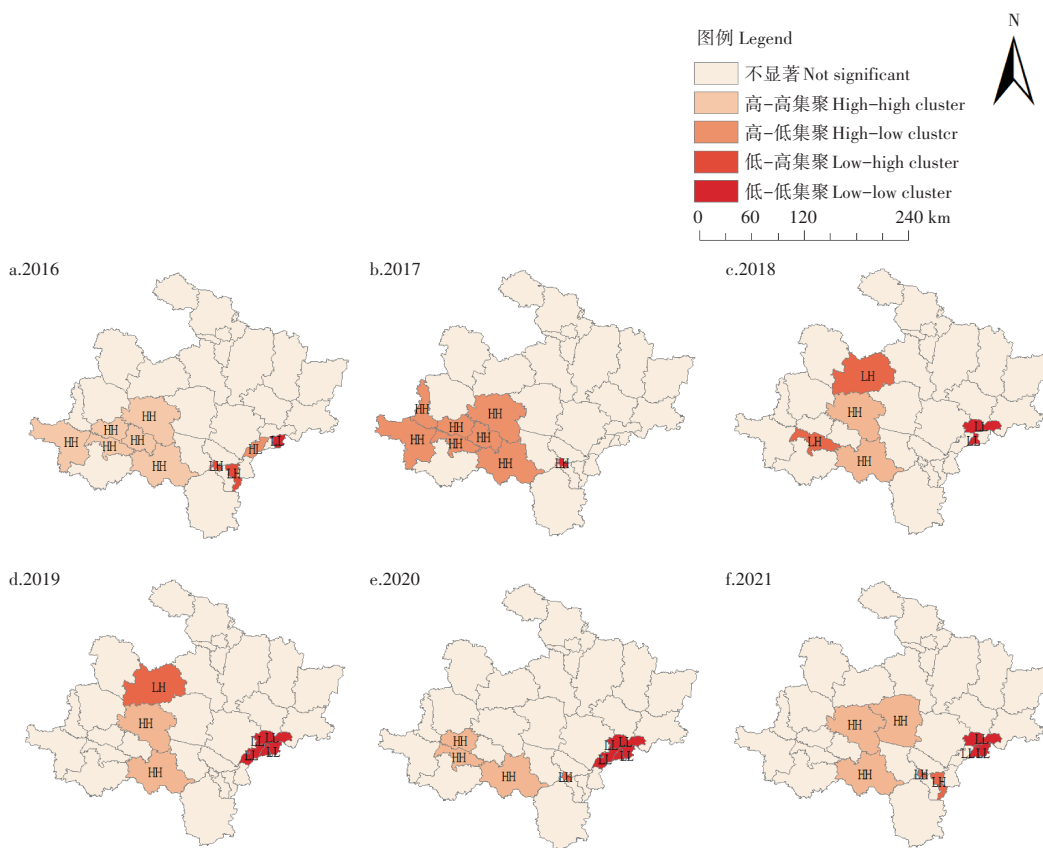 图例 Legend
N
不显著 Not significant
高-高集聚 High-high cluster
高-低集聚 High-low cluster
低-高集聚 Low-high cluster
低-低集聚 Low-low cluster
0 60 120 240 km
a.2016
HH
HH
HH
HH
HH
HH
HL
LL
LH
LH
b.2017
HH
HH
HH
HH
HH
HH
HH
c.2018
LH
HH
LH
HH
LL
LL
d.2019
LH
HH
HH
LL
LL
LL
LL
e.2020
HH
HH
HH
LH
LL
LL
LL
LL
f.2021
HH
HH
HH
LH
LH
LL
LL
LL